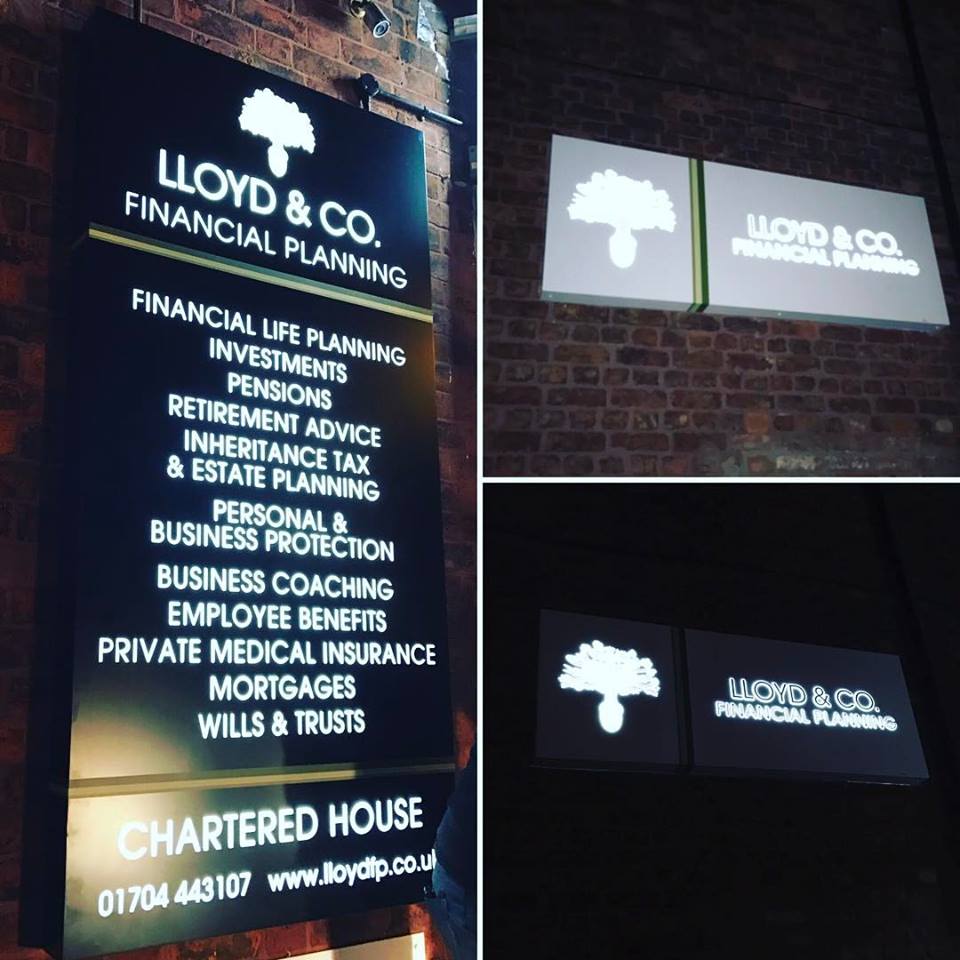 LLOYD & CO.
FINANCIAL PLANNING
FINANCIAL LIFE PLANNING
INVESTMENTS
PENSIONS
RETIREMENT ADVICE
INHERITANCE TAX
& ESTATE PLANNING
PERSONAL &
BUSINESS PROTECTION
BUSINESS COACHING
EMPLOYEE BENEFITS
PRIVATE MEDICAL INSURANCE
MORTGAGES
WILLS & TRUSTS
CHARTERED HOUSE
01704 443107 www.lloydfp.co.uk
LLOYD & CO.
FINANCIAL PLANNING
LLOYD & CO.
FINANCIAL PLANNING